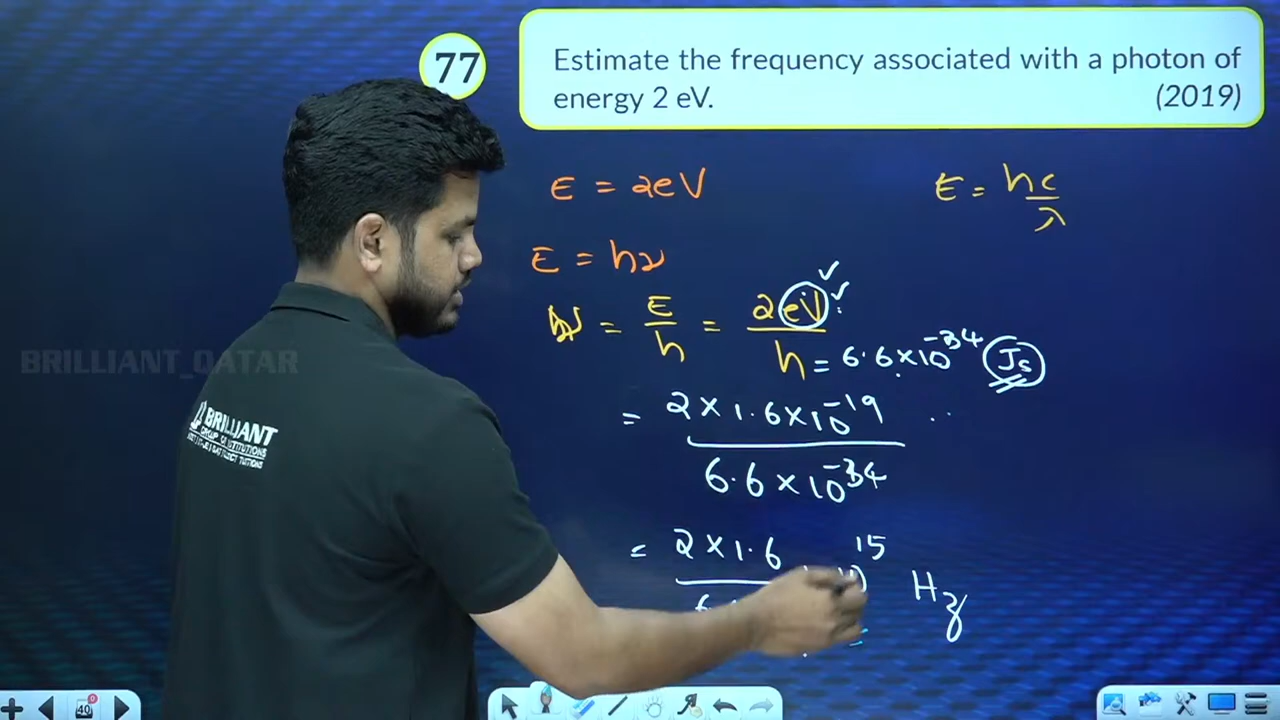 77
Estimate the frequency associated with a photon of
energy 2 eV. (2019)
E = 2eV
E = hc/λ
E = hν
ν = E/h = 2eV/h = 6.6×10^-34 Js
= 2×1.6×10^-19 / 6.6×10^-34
= 2×1.6 15 Hz
BRILLIANT_QATAR
BRILLIANT
40